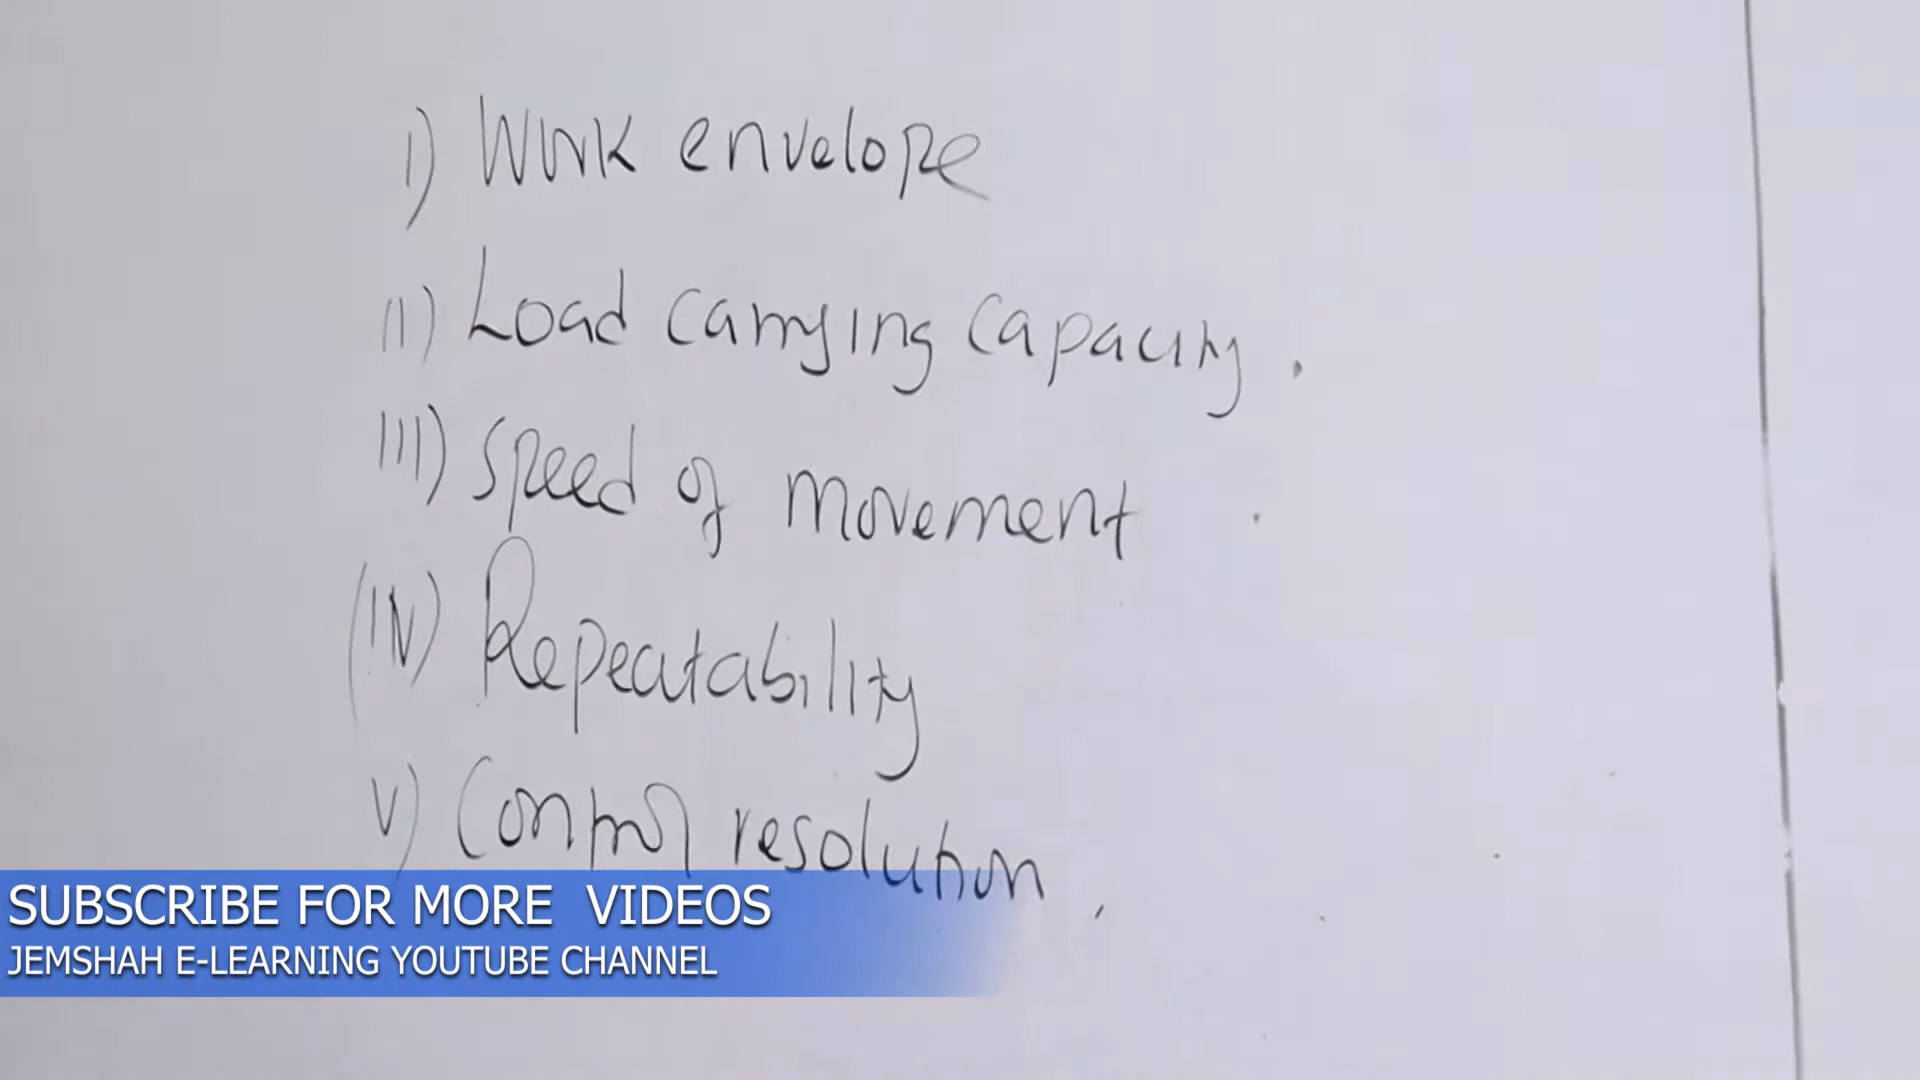 i) Work envelope
ii) Load carrying capacity.
iii) Speed of movement
(iv) Repeatability
v) Control resolution.
SUBSCRIBE FOR MORE VIDEOS
JEMSHAH E-LEARNING YOUTUBE CHANNEL